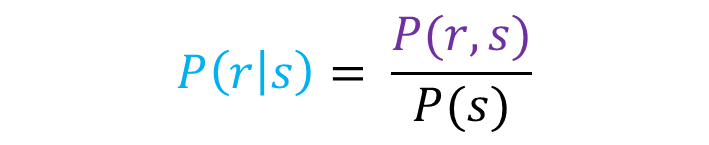 P(r|s) = P(r,s) / P(s)